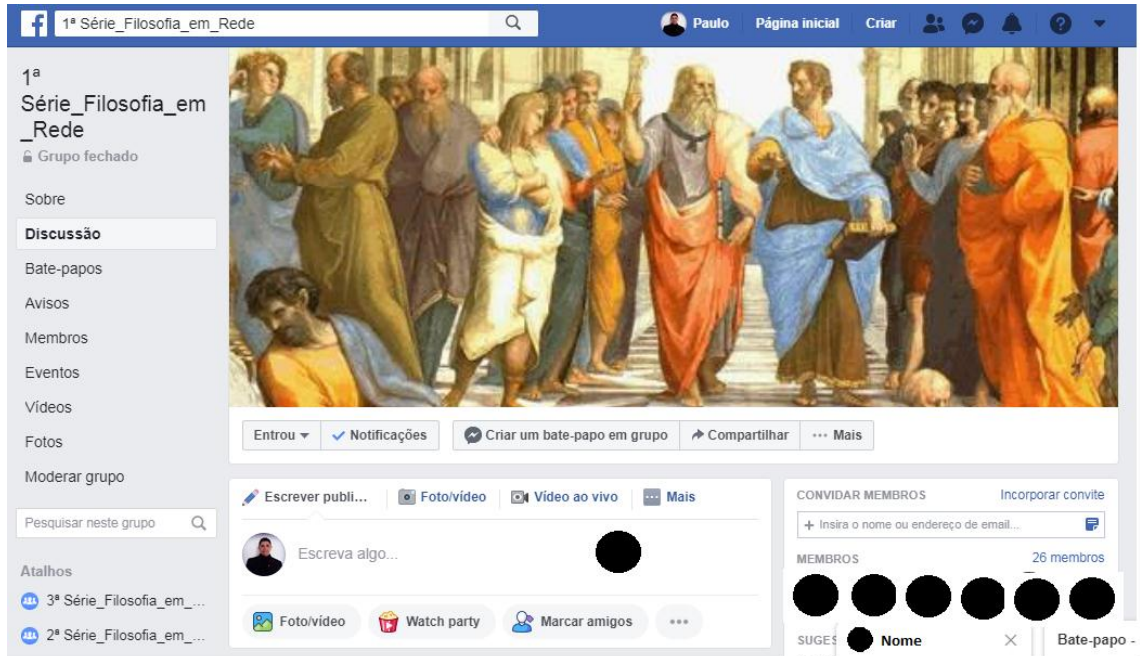 f
1ª Série_Filosofia_em_Rede
Paulo
Página inicial
Criar
1ª
Série_Filosofia_em
_Rede
Grupo fechado
Sobre
Discussão
Bate-papos
Avisos
Membros
Eventos
Vídeos
Fotos
Moderar grupo
Pesquisar neste grupo
Atalhos
3ª Série_Filosofia_em_...
2ª Série_Filosofia_em_...
Entrou
Notificações
Criar um bate-papo em grupo
Compartilhar
Mais
Escrever publi...
Foto/vídeo
Vídeo ao vivo
Mais
Escreva algo...
Foto/vídeo
Watch party
Marcar amigos
CONVIDAR MEMBROS
Incorporar convite
+ Insira o nome ou endereço de email...
MEMBROS
26 membros
SUGES
Nome
Bate-papo -